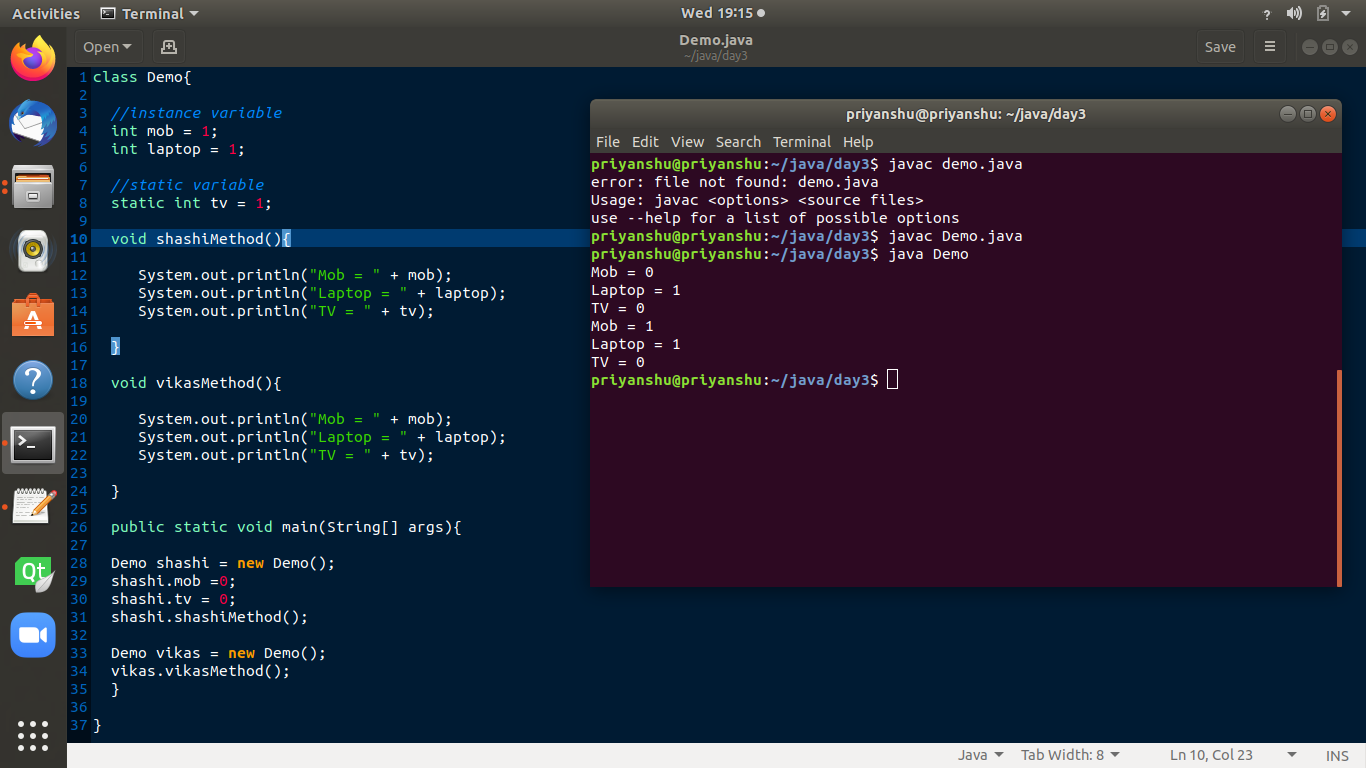 Activities Terminal Wed 19:15 ?
Open Demo.java Save
~/java/day3
1 class Demo{
2
3 //instance variable
4 int mob = 1;
5 int laptop = 1;
6
7 //static variable
8 static int tv = 1;
9
10 void shashiMethod(){
11
12 System.out.println("Mob = " + mob);
13 System.out.println("Laptop = " + laptop);
14 System.out.println("TV = " + tv);
15
16 }
17
18 void vikasMethod(){
19
20 System.out.println("Mob = " + mob);
21 System.out.println("Laptop = " + laptop);
22 System.out.println("TV = " + tv);
23
24 }
25
26 public static void main(String[] args){
27
28 Demo shashi = new Demo();
29 shashi.mob =0;
30 shashi.tv = 0;
31 shashi.shashiMethod();
32
33 Demo vikas = new Demo();
34 vikas.vikasMethod();
35 }
36
37 }
priyanshu@priyanshu: ~/java/day3
File Edit View Search Terminal Help
priyanshu@priyanshu:~/java/day3$ javac demo.java
error: file not found: demo.java
Usage: javac <options> <source files>
use --help for a list of possible options
priyanshu@priyanshu:~/java/day3$ javac Demo.java
priyanshu@priyanshu:~/java/day3$ java Demo
Mob = 0
Laptop = 1
TV = 0
Mob = 1
Laptop = 1
TV = 0
priyanshu@priyanshu:~/java/day3$
A
?
>_
Qt
Java Tab Width: 8 Ln 10, Col 23 INS